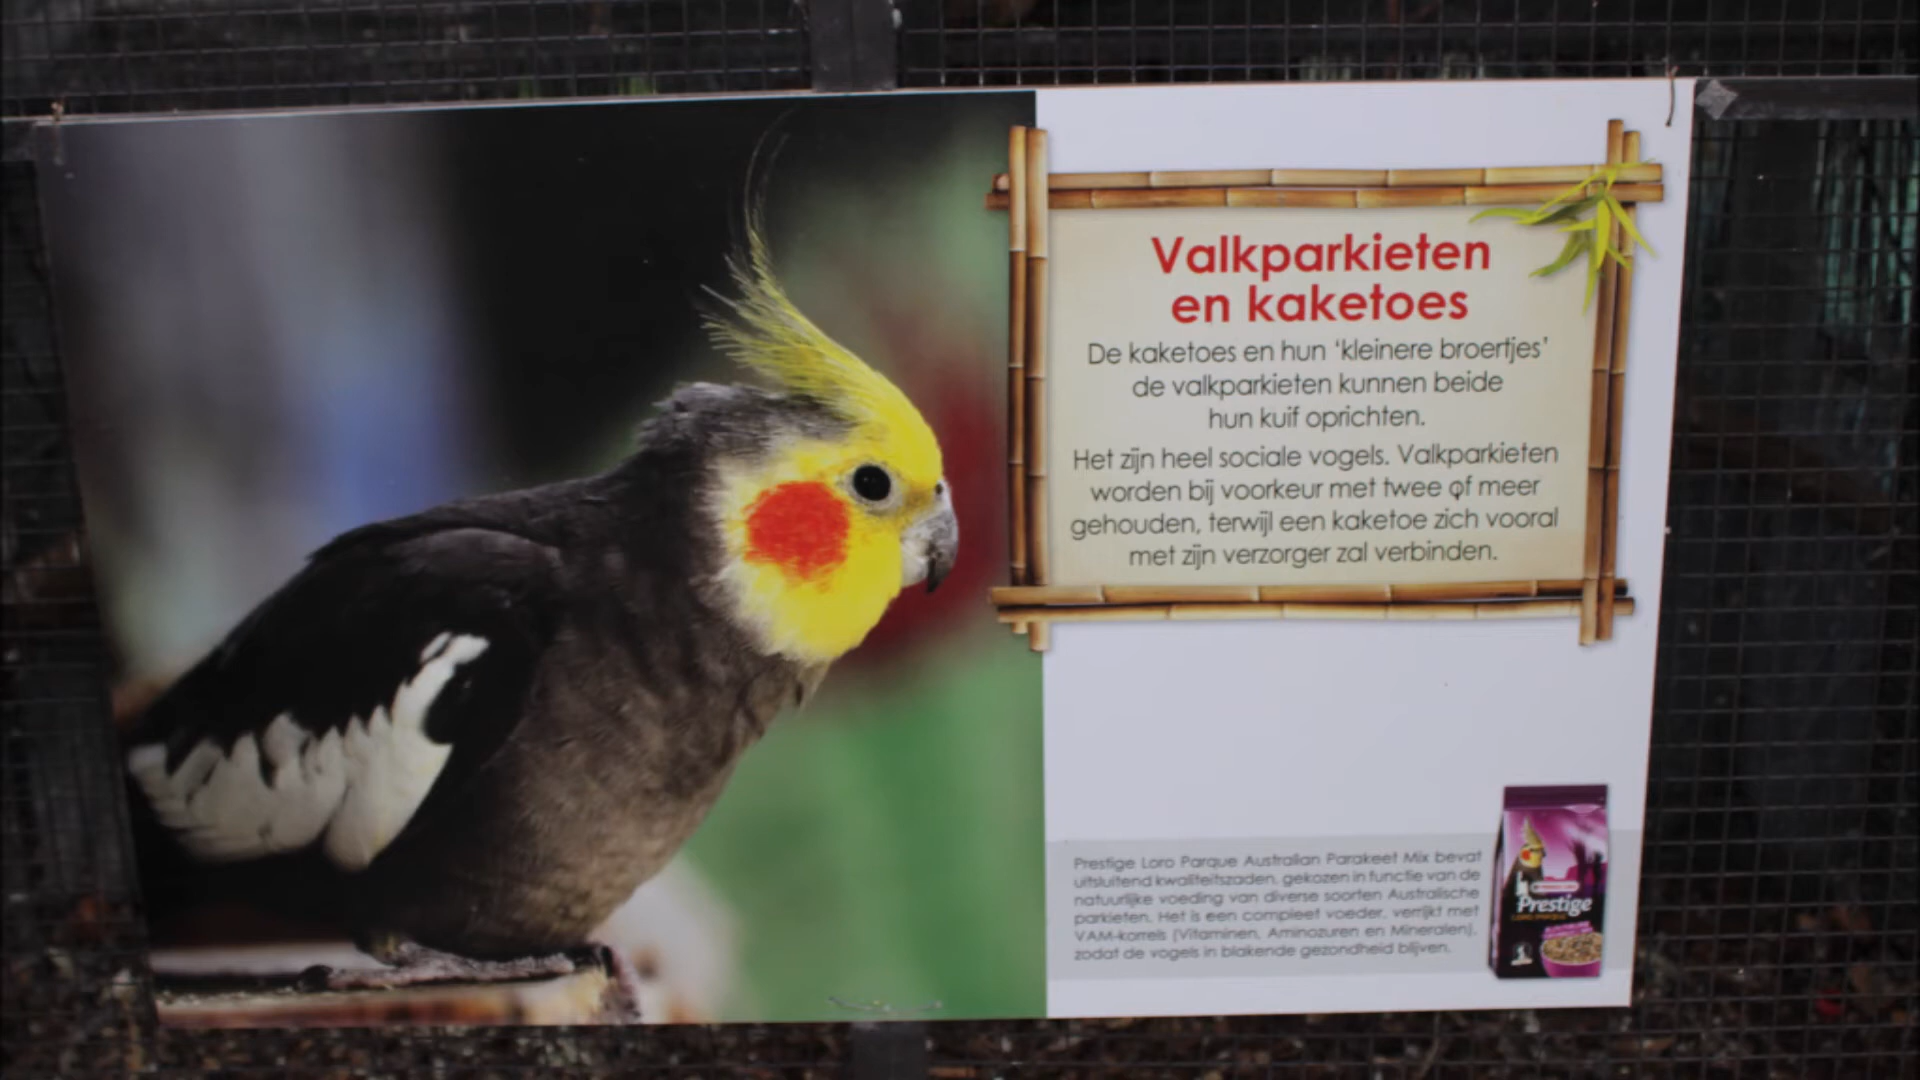 Valkparkieten
en kaketoes
De kaketoes en hun ‘kleinere broertjes’
de valkparkieten kunnen beide
hun kuif oprichten.
Het zijn heel sociale vogels. Valkparkieten
worden bij voorkeur met twee of meer
gehouden, terwijl een kaketoe zich vooral
met zijn verzorger zal verbinden.
Prestige Loro Parque Australian Parakeet Mix bevat
uitsluitend kwaliteitszaden, gekozen in functie van de
natuurlijke voeding van diverse soorten Australische
parkieten. Het is een compleet voeder, verrijkt met
VAM-korrels (Vitaminen, Aminozuren en Mineralen),
zodat de vogels in blakende gezondheid blijven.
Prestige